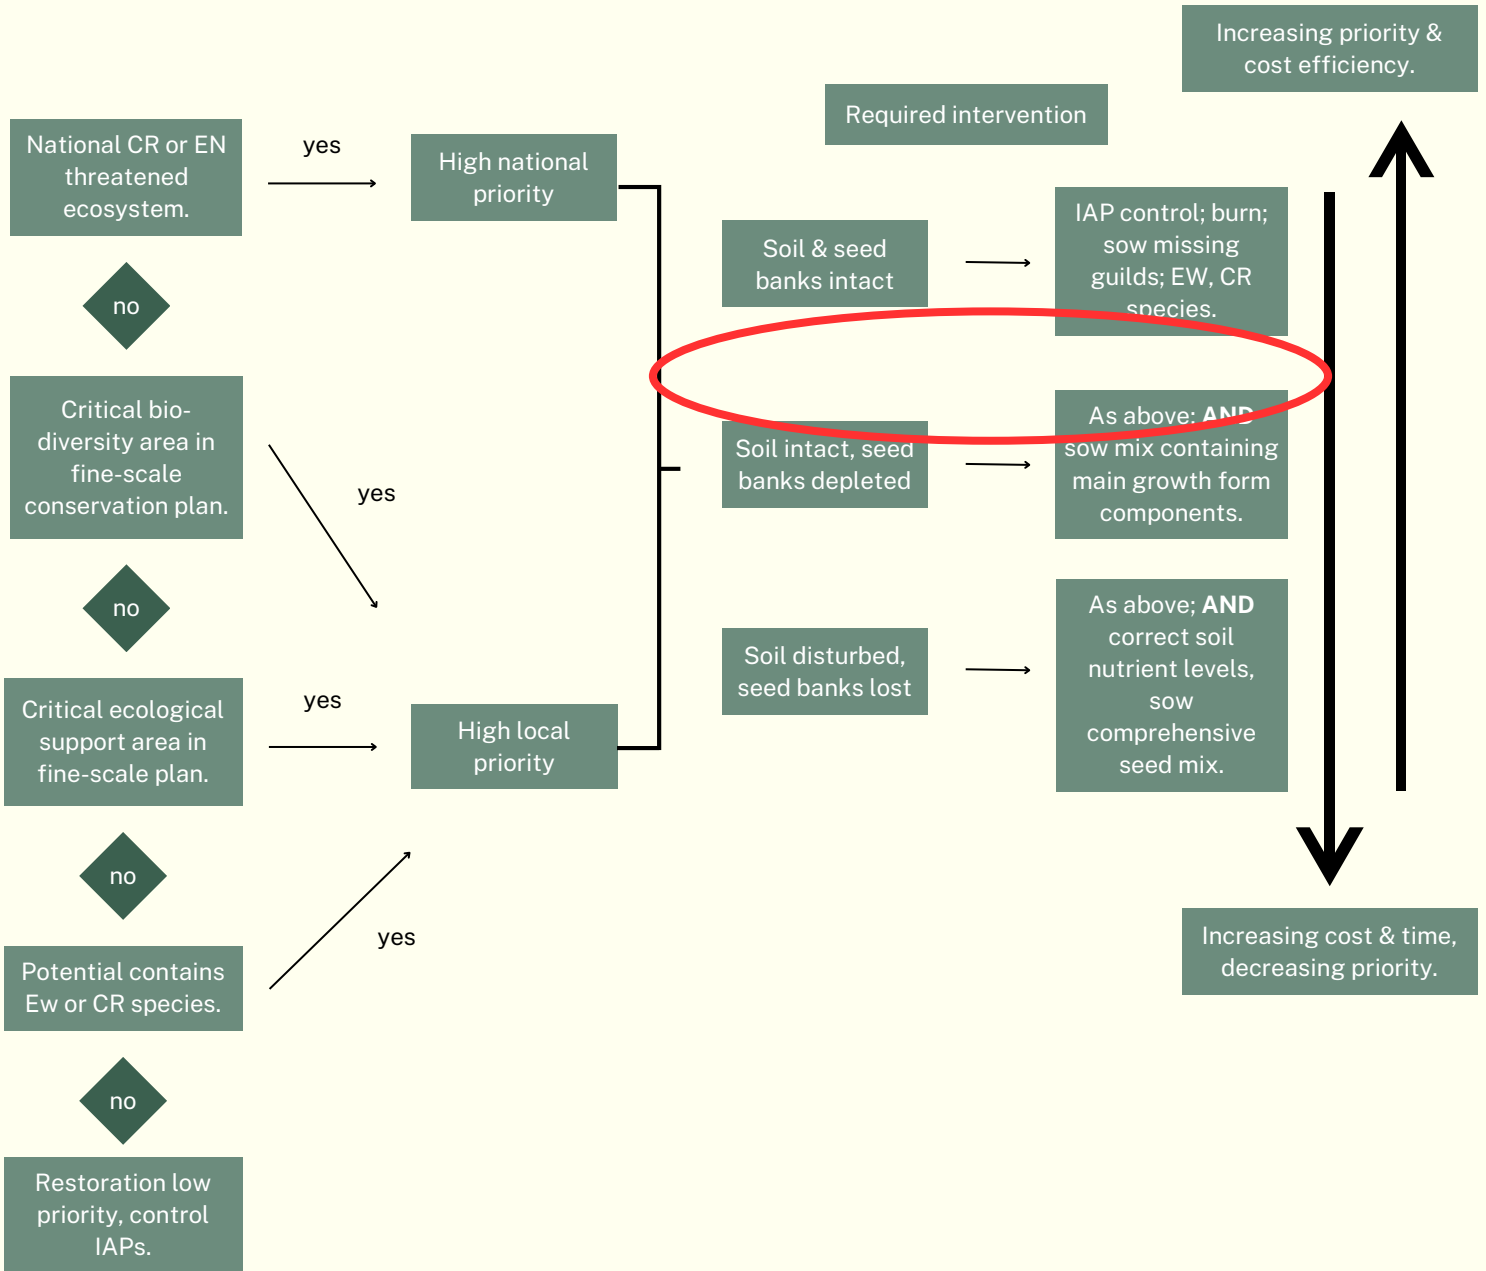 Increasing priority &
cost efficiency.
Required intervention
National CR or EN
threatened
ecosystem.
yes
High national
priority
no
Soil & seed
banks intact
IAP control; burn;
sow missing
guilds; EW, CR
species.
Critical bio-
diversity area in
fine-scale
conservation plan.
yes
Soil intact, seed
banks depleted
As above; AND
sow mix containing
main growth form
components.
no
Soil disturbed,
seed banks lost
As above; AND
correct soil
nutrient levels,
sow
comprehensive
seed mix.
Critical ecological
support area in
fine-scale plan.
yes
High local
priority
no
Potential contains
Ew or CR species.
yes
Increasing cost & time,
decreasing priority.
no
Restoration low
priority, control
IAPs.